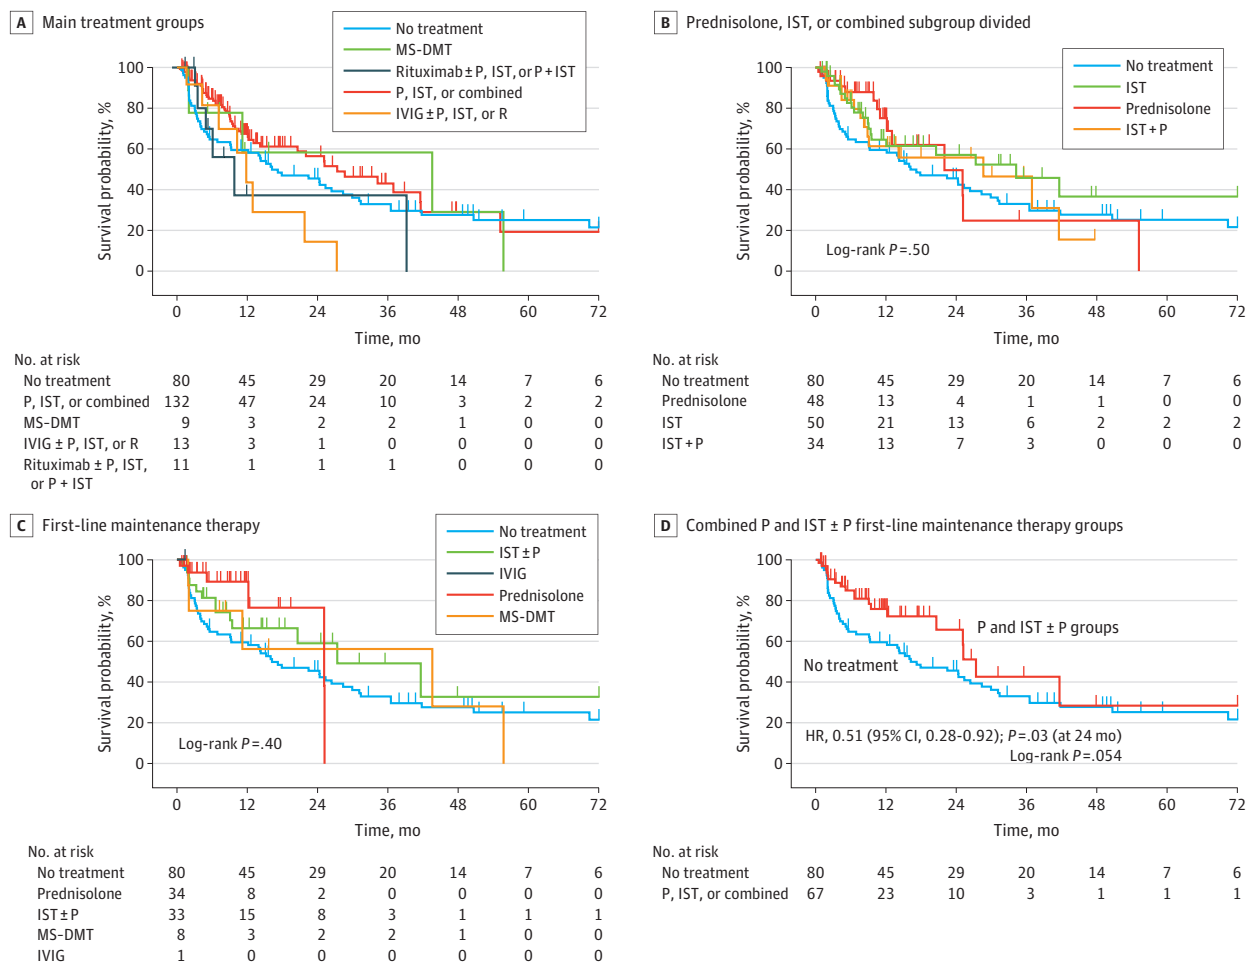 A Main treatment groups
No treatment
MS-DMT
Rituximab ± P, IST, or P + IST
P, IST, or combined
IVIG ± P, IST, or R
Survival probability, %
100
80
60
40
20
0
0 12 24 36 48 60 72
Time, mo
No. at risk
No treatment 80 45 29 20 14 7 6
P, IST, or combined 132 47 24 10 3 2 2
MS-DMT 9 3 2 2 1 0 0
IVIG ± P, IST, or R 13 3 1 0 0 0 0
Rituximab ± P, IST, 11 1 1 1 0 0 0
or P + IST
B Prednisolone, IST, or combined subgroup divided
No treatment
IST
Prednisolone
IST + P
Survival probability, %
100
80
60
40
20
0
Log-rank P = .50
0 12 24 36 48 60 72
Time, mo
No. at risk
No treatment 80 45 29 20 14 7 6
Prednisolone 48 13 4 1 1 0 0
IST 50 21 13 6 2 2 2
IST + P 34 13 7 3 0 0 0
C First-line maintenance therapy
No treatment
IST ± P
IVIG
Prednisolone
MS-DMT
Survival probability, %
100
80
60
40
20
0
Log-rank P = .40
0 12 24 36 48 60 72
Time, mo
No. at risk
No treatment 80 45 29 20 14 7 6
Prednisolone 34 8 2 0 0 0 0
IST ± P 33 15 8 3 1 1 1
MS-DMT 8 3 2 2 1 0 0
IVIG 1 0 0 0 0 0 0
D Combined P and IST ± P first-line maintenance therapy groups
Survival probability, %
100
80
60
40
20
0
P and IST ± P groups
No treatment
HR, 0.51 (95% CI, 0.28-0.92); P = .03 (at 24 mo)
Log-rank P = .054
0 12 24 36 48 60 72
Time, mo
No. at risk
No treatment 80 45 29 20 14 7 6
P, IST, or combined 67 23 10 3 1 1 1